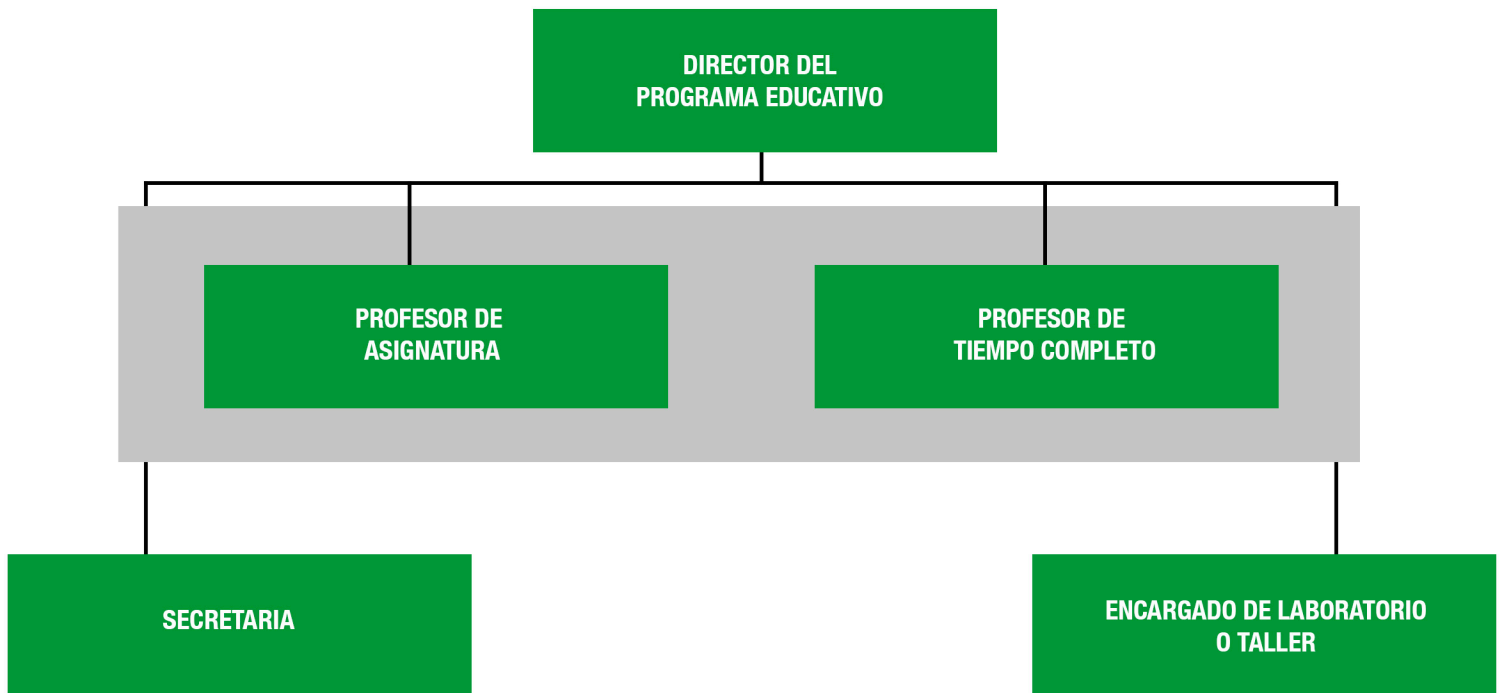 DIRECTOR DEL
PROGRAMA EDUCATIVO
PROFESOR DE
ASIGNATURA
PROFESOR DE
TIEMPO COMPLETO
SECRETARIA
ENCARGADO DE LABORATORIO
O TALLER